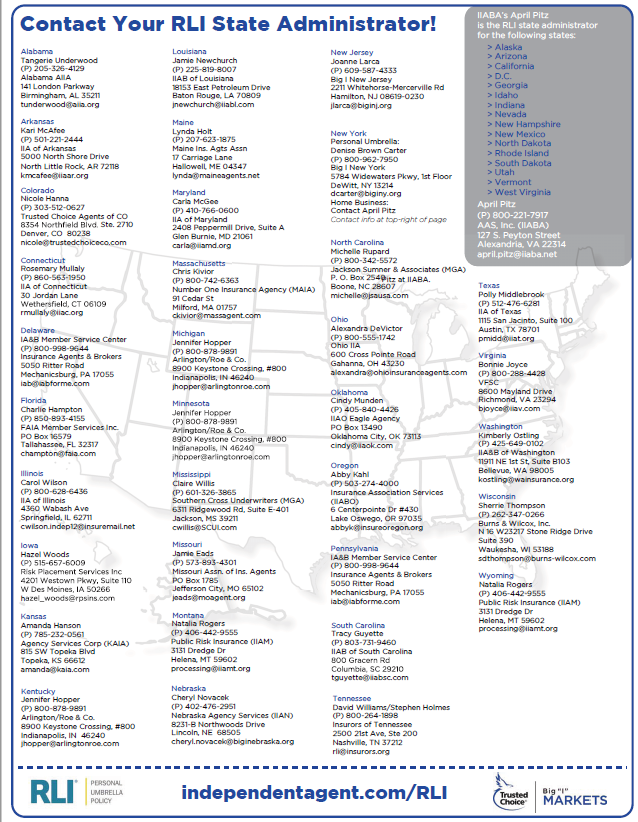 Contact Your RLI State Administrator!
Alabama
Tangerie Underwood
(P) 205-326-4129
Alabama AIIA
141 London Parkway
Birmingham, AL 35211
tunderwood@aiia.org
Arkansas
Kari McAfee
(P) 501-221-2444
IIA of Arkansas
5000 North Shore Drive
North Little Rock, AR 72118
kmcafee@iiaar.org
Colorado
Nicole Hanna
(P) 303-512-0627
Trusted Choice Agents of CO
8354 Northfield Blvd. Ste. 2710
Denver, CO 80238
nicole@trustedchoiceco.com
Connecticut
Rosemary Mullaly
(P) 860-563-1950
IIA of Connecticut
30 Jordan Lane
Wethersfield, CT 06109
rmullaly@iiac.org
Delaware
IA&B Member Service Center
(P) 800-998-9644
Insurance Agents & Brokers
5050 Ritter Road
Mechanicsburg, PA 17055
iab@iabforme.com
Florida
Charlie Hampton
(P) 850-893-4155
FAIA Member Services Inc.
PO Box 16579
Tallahassee, FL 32317
champton@faia.com
Illinois
Carol Wilson
(P) 800-628-6436
IIA of Illinois
4360 Wabash Ave
Springfield, IL 62711
cwilson.indep12@insuremail.net
Iowa
Hazel Woods
(P) 515-657-6009
Risk Placement Services Inc
4201 Westown Pkwy, Suite 110
W Des Moines, IA 50266
hazel_woods@rpsins.com
Kansas
Amanda Hanson
(P) 785-232-0561
Agency Services Corp (KAIA)
815 SW Topeka Blvd
Topeka, KS 66612
amanda@kaia.com
Kentucky
Jennifer Hopper
(P) 800-878-9891
Arlington/Roe & Co.
8900 Keystone Crossing, #800
Indianapolis, IN 46240
jhopper@arlingtonroe.com
Louisiana
Jamie Newchurch
(P) 225-819-8007
IIAB of Louisiana
18153 East Petroleum Drive
Baton Rouge, LA 70809
jnewchurch@iiabl.com
Maine
Lynda Holt
(P) 207-623-1875
Maine Ins. Agts Assn
17 Carriage Lane
Hallowell, ME 04347
lynda@maineagents.net
Maryland
Carla McGee
(P) 410-766-0600
IIA of Maryland
2408 Peppermill Drive, Suite A
Glen Burnie, MD 21061
carla@iiamd.org
Massachusetts
Chris Kivior
(P) 800-742-6363
Number One Insurance Agency (MAIA)
91 Cedar St
Milford, MA 01757
ckivior@massagent.com
Michigan
Jennifer Hopper
(P) 800-878-9891
Arlington/Roe & Co.
8900 Keystone Crossing, #800
Indianapolis, IN 46240
jhopper@arlingtonroe.com
Minnesota
Jennifer Hopper
(P) 800-878-9891
Arlington/Roe & Co.
8900 Keystone Crossing, #800
Indianapolis, IN 46240
jhopper@arlingtonroe.com
Mississippi
Claire Willis
(P) 601-326-3865
Southern Cross Underwriters (MGA)
6311 Ridgewood Rd, Suite E-401
Jackson, MS 39211
cwillis@SCUI.com
Missouri
Jamie Eads
(P) 573-893-4301
Missouri Assn. of Ins. Agents
PO Box 1785
Jefferson City, MO 65102
jeads@moagent.org
Montana
Natalia Rogers
(P) 406-442-9555
Public Risk Insurance (IIAM)
3131 Dredge Dr
Helena, MT 59602
processing@iiamt.org
Nebraska
Cheryl Novacek
(P) 402-476-2951
Nebraska Agency Services (IIAN)
8231-B Northwoods Drive
Lincoln, NE 68505
cheryl.novacek@biginebraska.org
New Jersey
Joanne Larca
(P) 609-587-4333
Big I New Jersey
2211 Whitehorse-Mercerville Rd
Hamilton, NJ 08619-0230
jlarca@biginj.org
New York
Personal Umbrella:
Denise Brown Carter
(P) 800-962-7950
Big I New York
5784 Widewaters Pkwy, 1st Floor
DeWitt, NY 13214
dcarter@biginy.org
Home Business:
Contact April Pitz
Contact info at top-right of page
North Carolina
Michelle Rupard
(P) 800-342-5572
Jackson Sumner & Associates (MGA)
P. O. Box Pitz at IIABA.
Boone, NC 28607
michelle@jsausa.com
Ohio
Alexandra DeVictor
(P) 800-555-1742
Ohio IIA
600 Cross Pointe Road
Gahanna, OH 43230
alexandra@ohioinsuranceagents.com
Oklahoma
Cindy Munden
(P) 405-840-4426
IIAO Eagle Agency
PO Box 13490
Oklahoma City, OK 73113
cindy@iiaok.com
Oregon
Abby Kahl
(P) 503-274-4000
Insurance Association Services
(IIABO)
6 Centerpointe Dr #430
Lake Oswego, OR 97035
abbyk@insureoregon.org
Pennsylvania
IA&B Member Service Center
(P) 800-998-9644
Insurance Agents & Brokers
5050 Ritter Road
Mechanicsburg, PA 17055
iab@iabforme.com
South Carolina
Tracy Guyette
(P) 803-731-9460
IIAB of South Carolina
800 Gracern Rd
Columbia, SC 29210
tguyette@iiabsc.com
Tennessee
David Williams/Stephen Holmes
(P) 800-264-1898
Insurors of Tennessee
2500 21st Ave, Ste 200
Nashville, TN 37212
rli@insurors.org
IIABA's April Pitz
is the RLI state administrator
for the following states:
> Alaska
> Arizona
> California
> D.C.
> Georgia
> Idaho
> Indiana
> Nevada
> New Hampshire
> New Mexico
> North Dakota
> Rhode Island
> South Dakota
> Utah
> Vermont
> West Virginia
April Pitz
(P) 800-221-7917
AAS, Inc. (IIABA)
127 S. Peyton Street
Alexandria, VA 22314
april.pitz@iiaba.net
Texas
Polly Middlebrook
(P) 512-476-6281
IIA of Texas
1115 San Jacinto, Suite 100
Austin, TX 78701
pmidd@iiat.org
Virginia
Bonnie Joyce
(P) 800-288-4428
VFSC
8600 Mayland Drive
Richmond, VA 23294
bjoyce@iiav.com
Washington
Kimberly Ostling
(P) 425-649-0102
IIA&B of Washington
11911 NE 1st St, Suite B103
Bellevue, WA 98005
kostling@wainsurance.org
Wisconsin
Sherrie Thompson
(P) 262-347-0266
Burns & Wilcox, Inc.
N 16 W23217 Stone Ridge Drive
Suite 390
Waukesha, WI 53188
sdthompson@burns-wilcox.com
Wyoming
Natalia Rogers
(P) 406-442-9555
Public Risk Insurance (IIAM)
3131 Dredge Dr
Helena, MT 59602
processing@iiamt.org
RLI
PERSONAL
UMBRELLA
POLICY
independentagent.com/RLI
Trusted
Choice
Big "I"
MARKETS